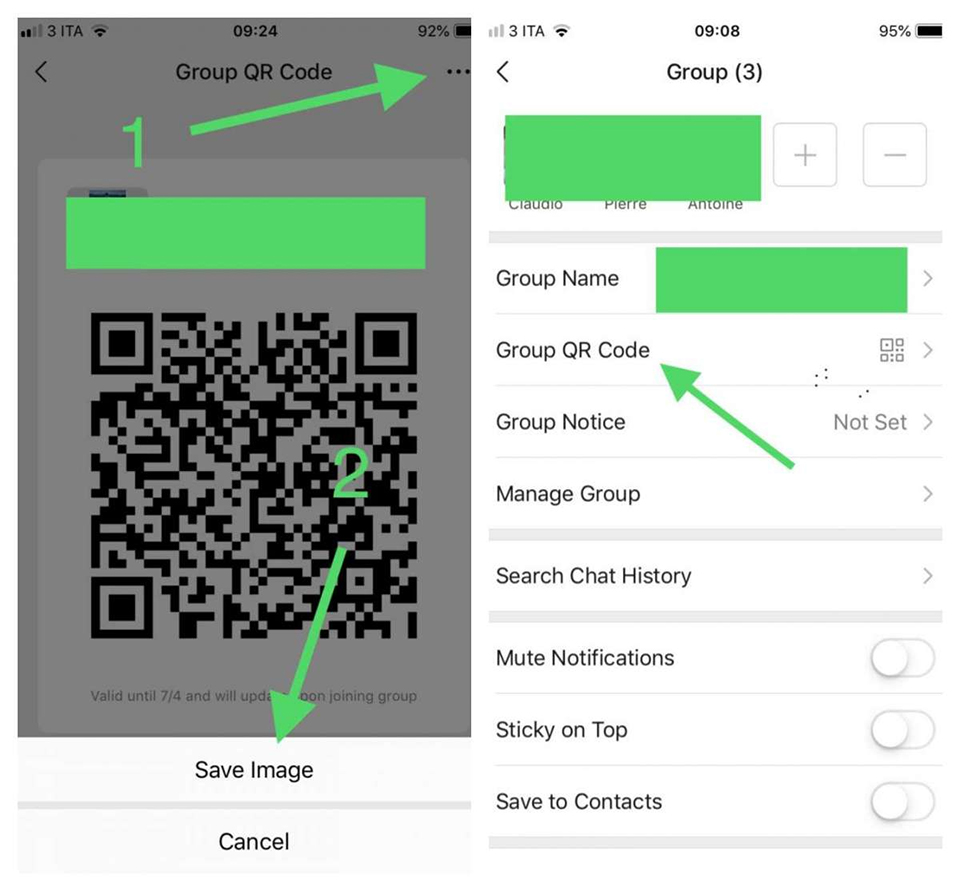 3 ITA 09:24 92%
Group QR Code
1
2
Valid until 7/4 and will upda upon joining group
Save Image
Cancel
3 ITA 09:08 95%
Group (3)
Claudio Pierre Antoine
Group Name
Group QR Code
Group Notice Not Set
Manage Group
Search Chat History
Mute Notifications
Sticky on Top
Save to Contacts